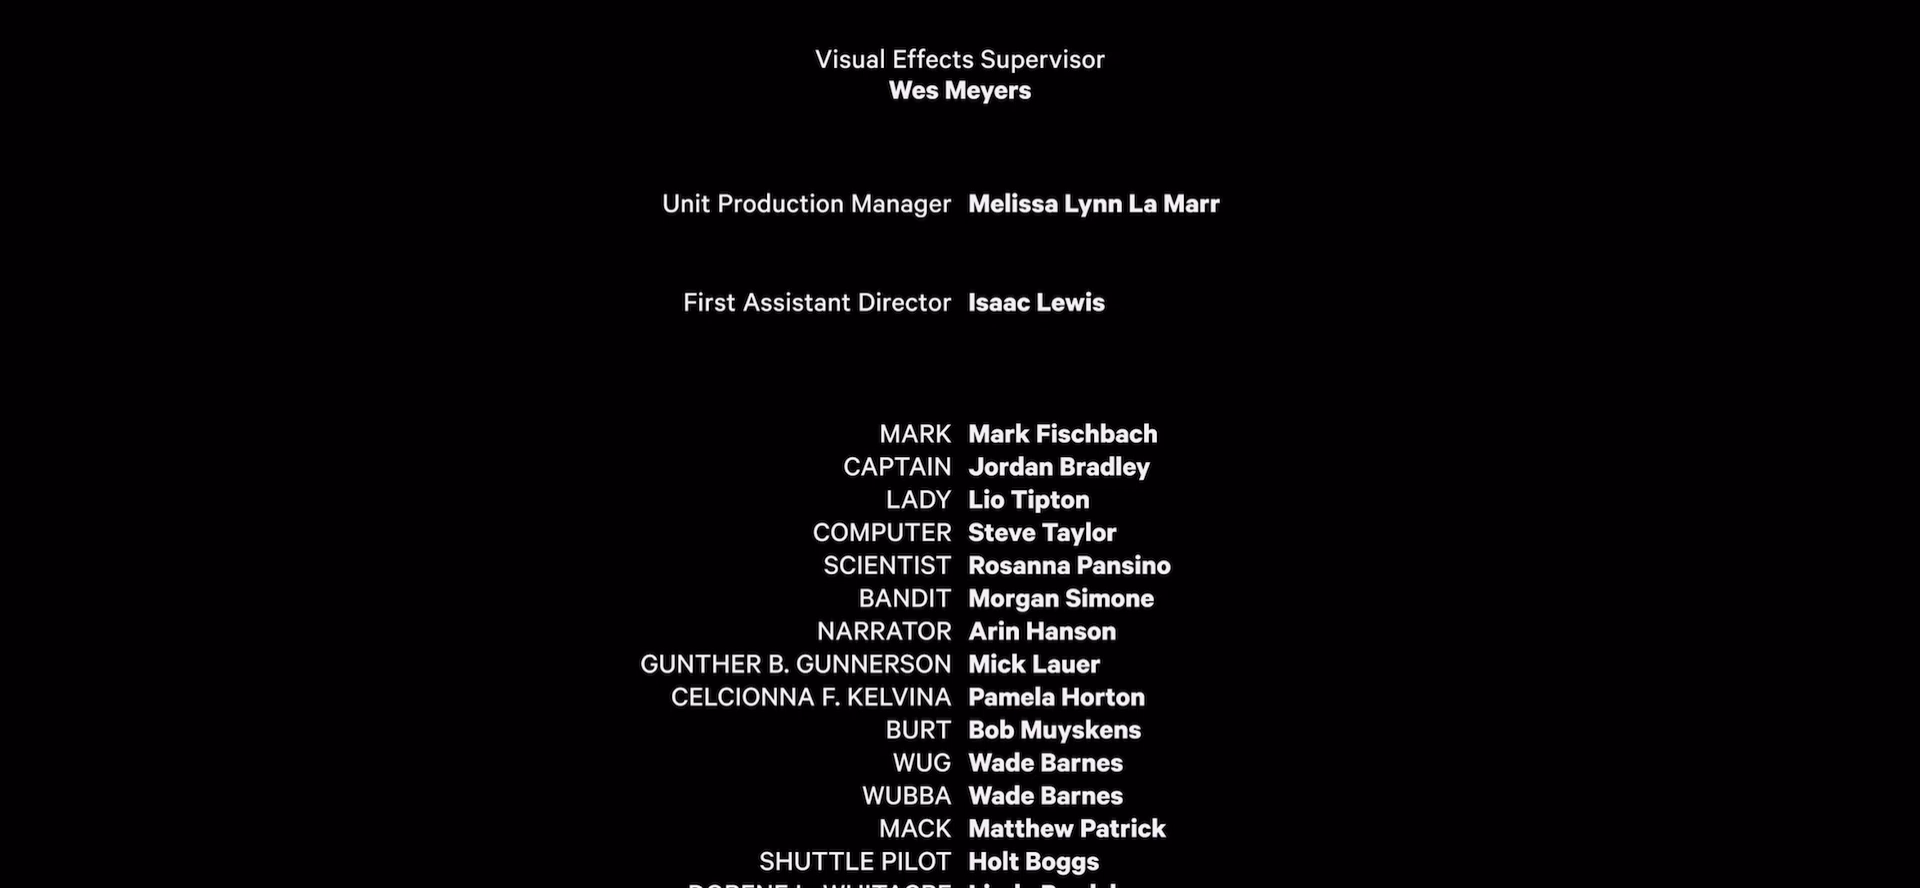 Visual Effects Supervisor
Wes Meyers
Unit Production Manager Melissa Lynn La Marr
First Assistant Director Isaac Lewis
MARK Mark Fischbach
CAPTAIN Jordan Bradley
LADY Lio Tipton
COMPUTER Steve Taylor
SCIENTIST Rosanna Pansino
BANDIT Morgan Simone
NARRATOR Arin Hanson
GUNTHER B. GUNNERSON Mick Lauer
CELCIONNA F. KELVINA Pamela Horton
BURT Bob Muyskens
WUG Wade Barnes
WUBBA Wade Barnes
MACK Matthew Patrick
SHUTTLE PILOT Holt Boggs